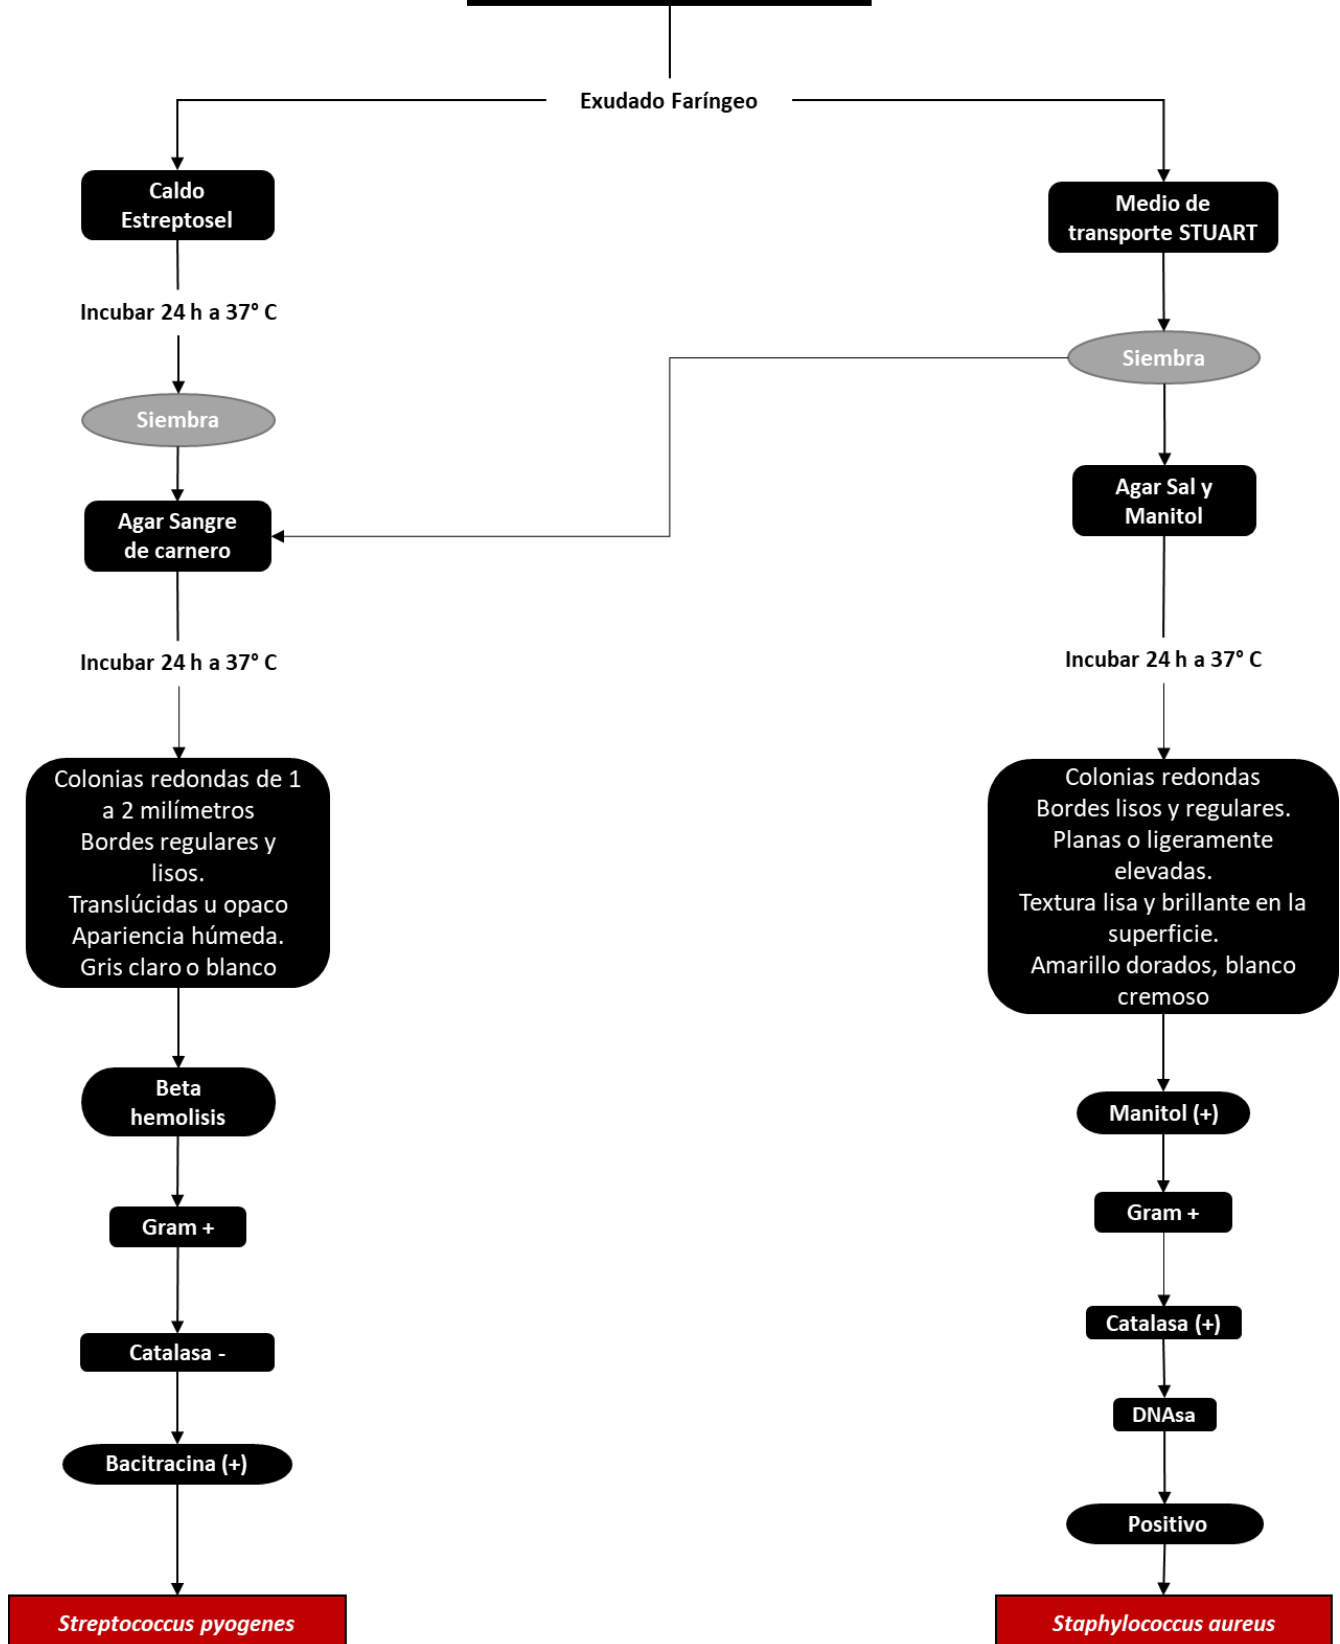 Exudado Faríngeo
Caldo
Estreptosel
Incubar 24 h a 37° C
Siembra
Agar Sangre
de carnero
Incubar 24 h a 37° C
Colonias redondas de 1
a 2 milímetros
Bordes regulares y
lisos.
Translúcidas u opaco
Apariencia húmeda.
Gris claro o blanco
Beta
hemolisis
Gram +
Catalasa -
Bacitracina (+)
Streptococcus pyogenes
Medio de
transporte STUART
Siembra
Agar Sal y
Manitol
Incubar 24 h a 37° C
Colonias redondas
Bordes lisos y regulares.
Planas o ligeramente
elevadas.
Textura lisa y brillante en la
superficie.
Amarillo dorados, blanco
cremoso
Manitol (+)
Gram +
Catalasa (+)
DNAsa
Positivo
Staphylococcus aureus